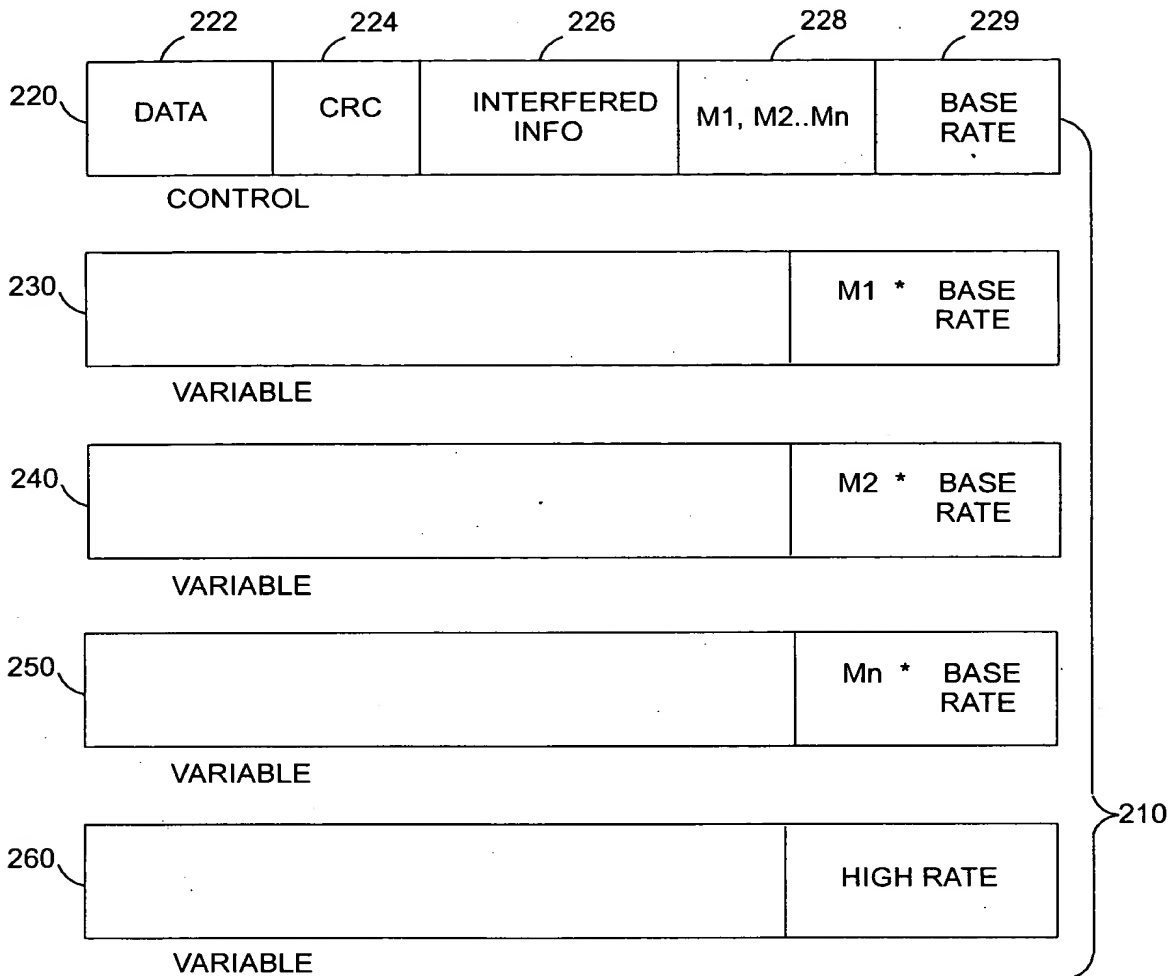 222 224 226 228 229
220 DATA CRC INTERFERED INFO M1, M2..Mn BASE RATE
CONTROL
230 M1 * BASE RATE
VARIABLE
240 M2 * BASE RATE
VARIABLE
250 Mn * BASE RATE
VARIABLE
210
260 HIGH RATE
VARIABLE